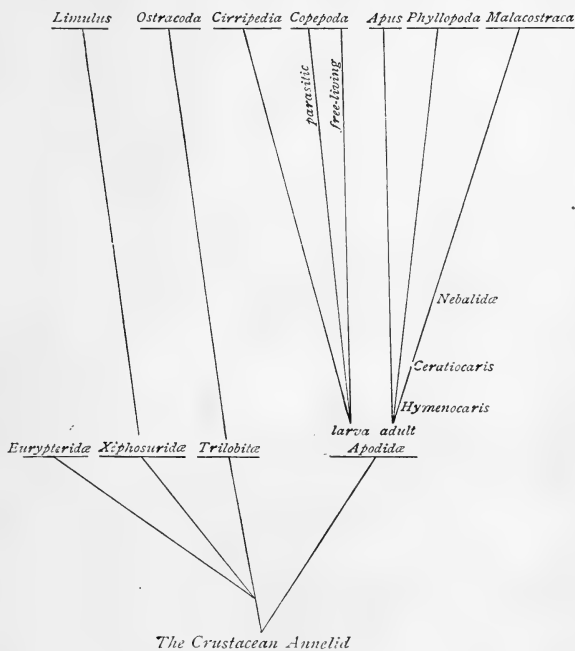 Limulus Ostracoda Cirripedia Copepoda Apus Phyllopoda Malacostraca
parasitic
free-living
Nebalidæ
Ceratiocaris
Hymenocaris
larva adult
Eurypteridæ Xiphosuridæ Trilobitæ Apodidæ
The Crustacean Annelid